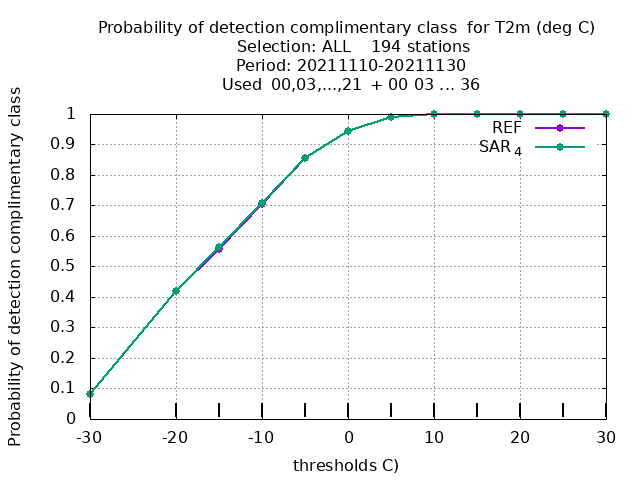 Probability of detection complimentary class  for T2m (deg C)
Selection: ALL    194 stations
Period: 20211110-20211130
Used  00,03,...,21  + 00 03 ... 36
Probability of detection complimentary class
1
0.9
0.8
0.7
0.6
0.5
0.4
0.3
0.2
0.1
0
REF
SAR 4
-30 -20 -10 0 10 20 30
thresholds C)